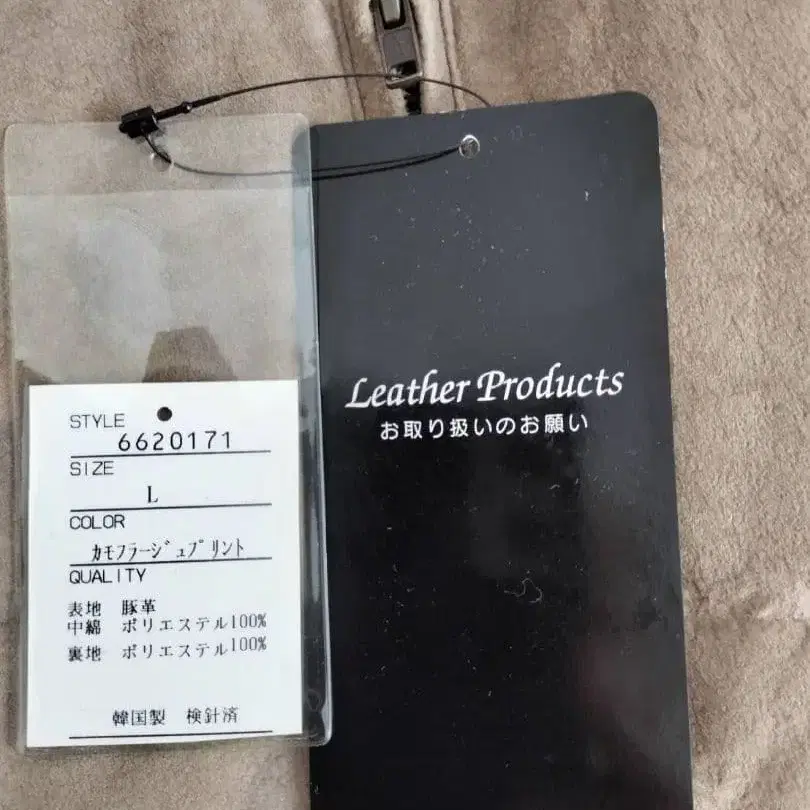 STYLE
6620171
SIZE
L
COLOR
ｶﾓﾌﾗｰｼﾞｭﾌﾟﾘﾝﾄ
QUALITY
表地 豚革
中綿 ポリエステル100%
裏地 ポリエステル100%
韓国製 検針済
Leather Products
お取り扱いのお願い